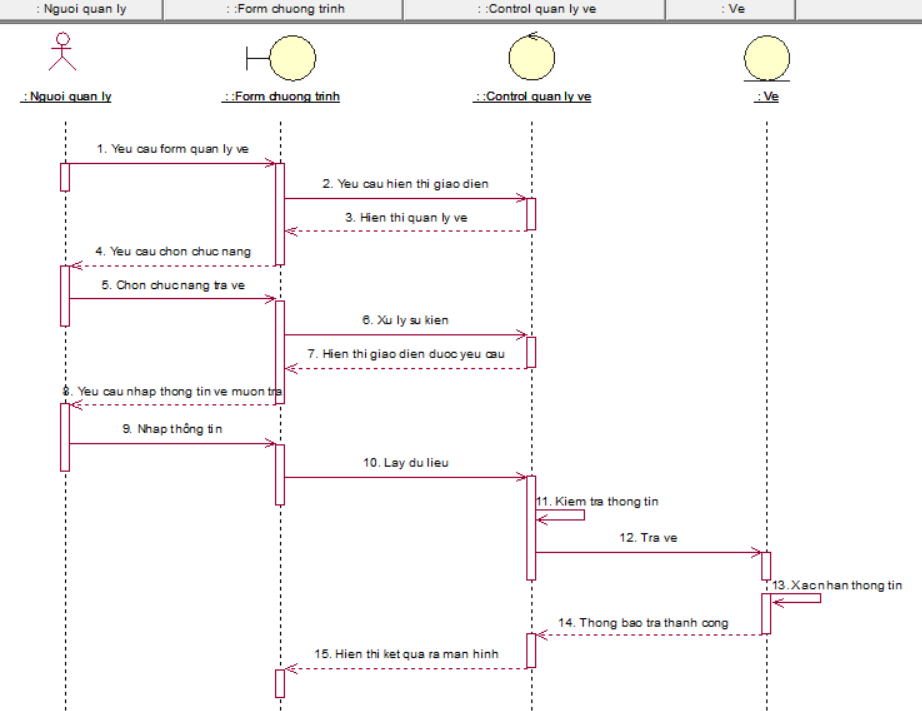 : Nguoi quan ly
: :Form chuong trinh
: :Control quan ly ve
: Ve
: Nguoi quan ly
: :Form chuong trinh
: :Control quan ly ve
: Ve
1. Yeu cau form quan ly ve
2. Yeu cau hien thi giao dien
3. Hien thi quan ly ve
4. Yeu cau chon chuc nang
5. Chon chuc nang tra ve
6. Xu ly su kien
7. Hien thi giao dien duoc yeu cau
8. Yeu cau nhap thong tin ve muon tra
9. Nhap thông tin
10. Lay du lieu
11. Kiem tra thong tin
12. Tra ve
13. Xac nhan thong tin
14. Thong bao tra thanh cong
15. Hien thi ket qua ra man hinh